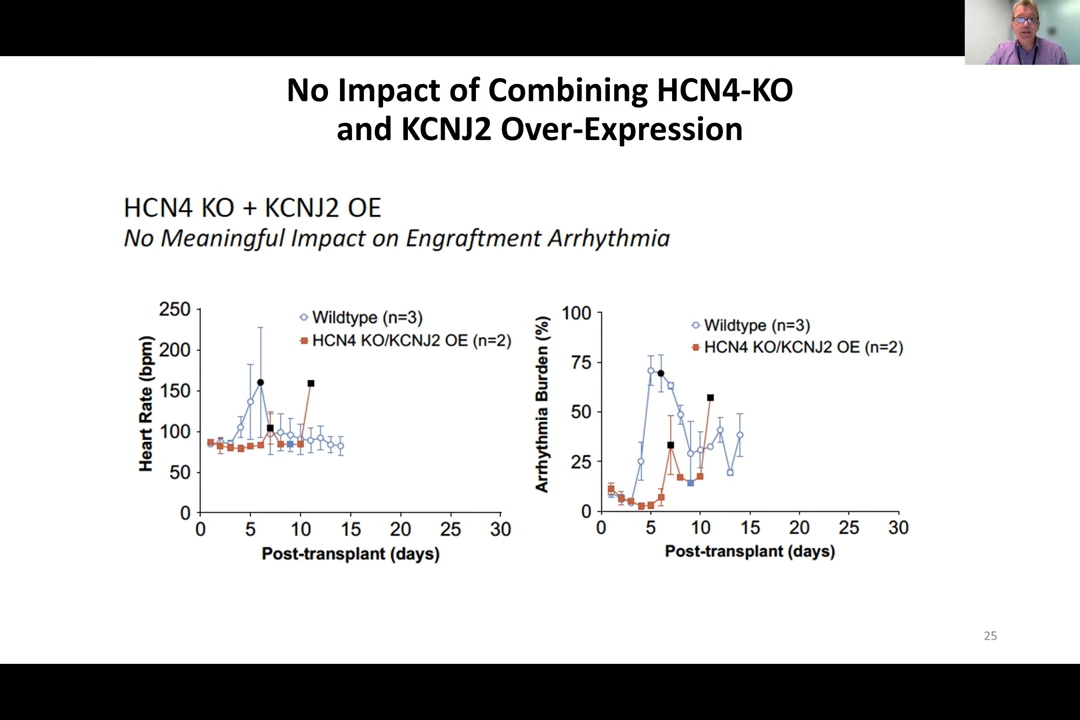 No Impact of Combining HCN4-KO
and KCNJ2 Over-Expression
HCN4 KO + KCNJ2 OE
No Meaningful Impact on Engraftment Arrhythmia
Heart Rate (bpm)
250
200
150
100
50
0
Wildtype (n=3)
HCN4 KO/KCNJ2 OE (n=2)
0 5 10 15 20 25 30
Post-transplant (days)
Arrhythmia Burden (%)
100
75
50
25
0
Wildtype (n=3)
HCN4 KO/KCNJ2 OE (n=2)
0 5 10 15 20 25 30
Post-transplant (days)
25